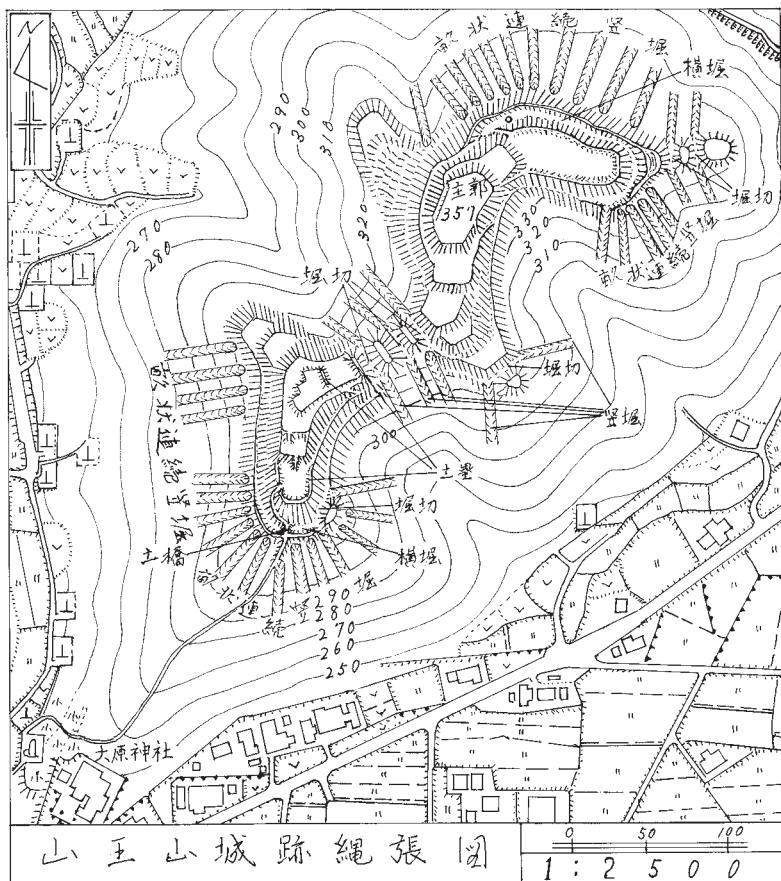 N
畝状連続竪堀
横堀
290
300
310
主郭
357
堀切
270
280
320
330
320
310
畝状連続竪堀
堀切
堀切
竪堀
畝状連続竪堀
300
郭
土塁
堀切
土橋
横堀
畝状連続竪堀
290
280
270
260
250
大原神社
山王山城跡縄張図
0 50 100
1:2500